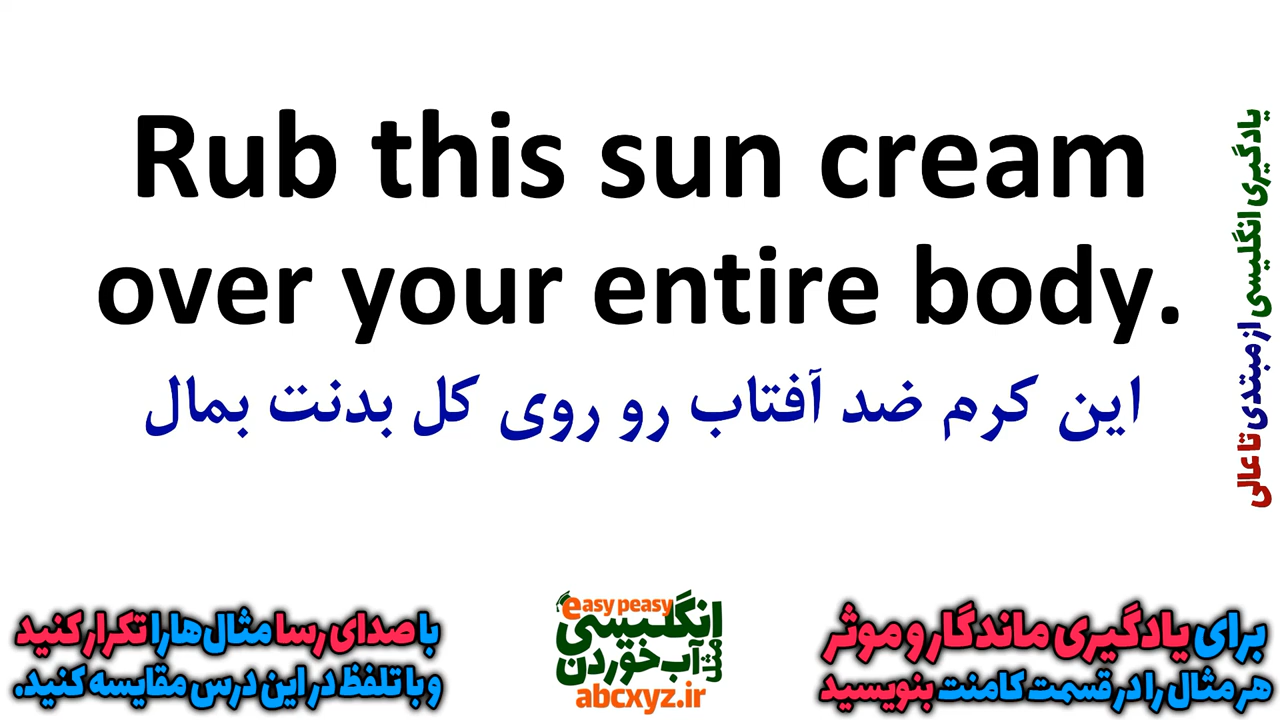 Rub this sun cream
over your entire body.
این کرم ضد آفتاب رو روی کل بدنت بمال
یادگیری انگلیسی از مبتدی تا عالی
برای یادگیری ماندگار و موثر
هر مثال را در قسمت کامنت بنویسید
easy peasy
انگلیسی
مثل آب خوردن
abcxyz.ir
با صدای رسا مثال‌ها را تکرار کنید
و با تلفظ در این درس مقایسه کنید.